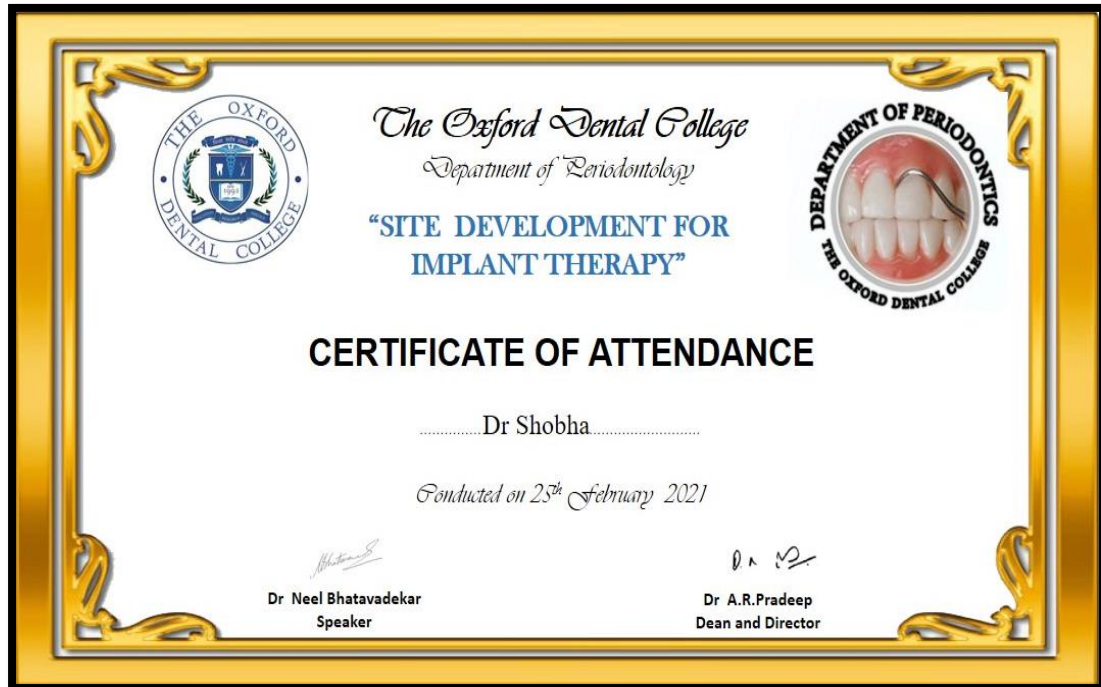 THE OXFORD DENTAL COLLEGE
1992
The Oxford Dental College
Department of Periodontology
DEPARTMENT OF PERIODONTICS
THE OXFORD DENTAL COLLEGE
“SITE DEVELOPMENT FOR
IMPLANT THERAPY”
CERTIFICATE OF ATTENDANCE
...............Dr Shobha...........................
Conducted on 25th February 2021
Dr Neel Bhatavadekar
Speaker
Dr A.R.Pradeep
Dean and Director